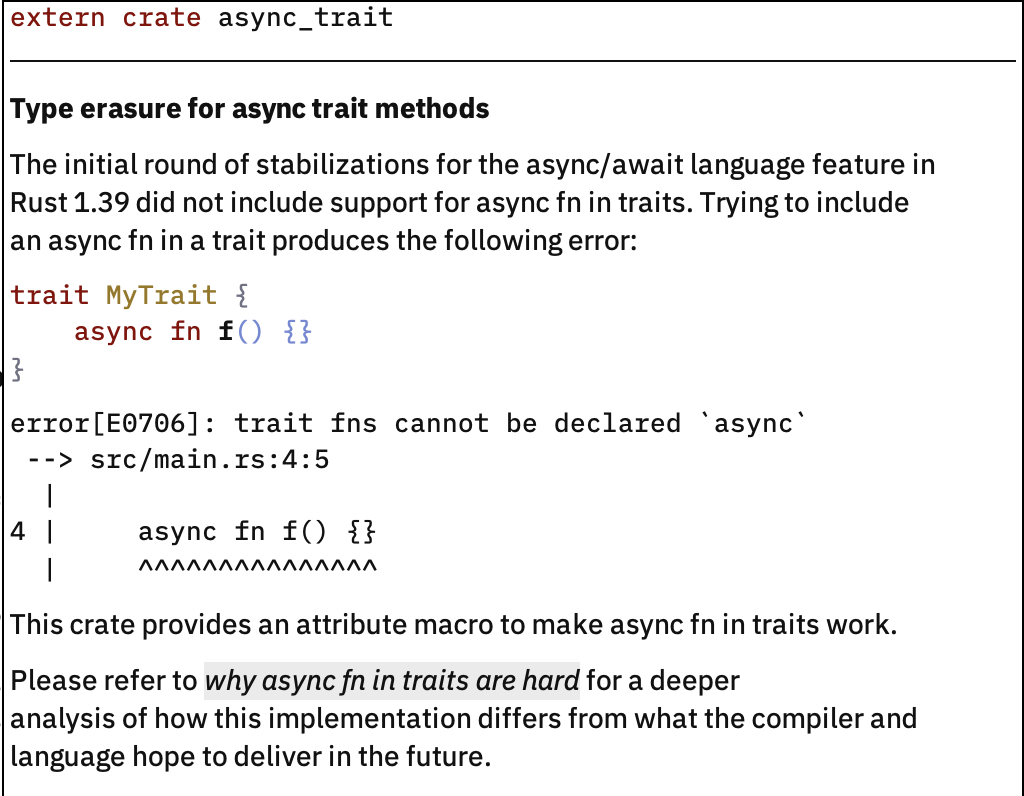 extern crate async_trait
Type erasure for async trait methods
The initial round of stabilizations for the async/await language feature in
Rust 1.39 did not include support for async fn in traits. Trying to include
an async fn in a trait produces the following error:
trait MyTrait {
    async fn f() {}
}
error[E0706]: trait fns cannot be declared `async`
 --> src/main.rs:4:5
  |
4 |     async fn f() {}
  |     ^^^^^^^^^^^^^^^
This crate provides an attribute macro to make async fn in traits work.
Please refer to why async fn in traits are hard for a deeper
analysis of how this implementation differs from what the compiler and
language hope to deliver in the future.